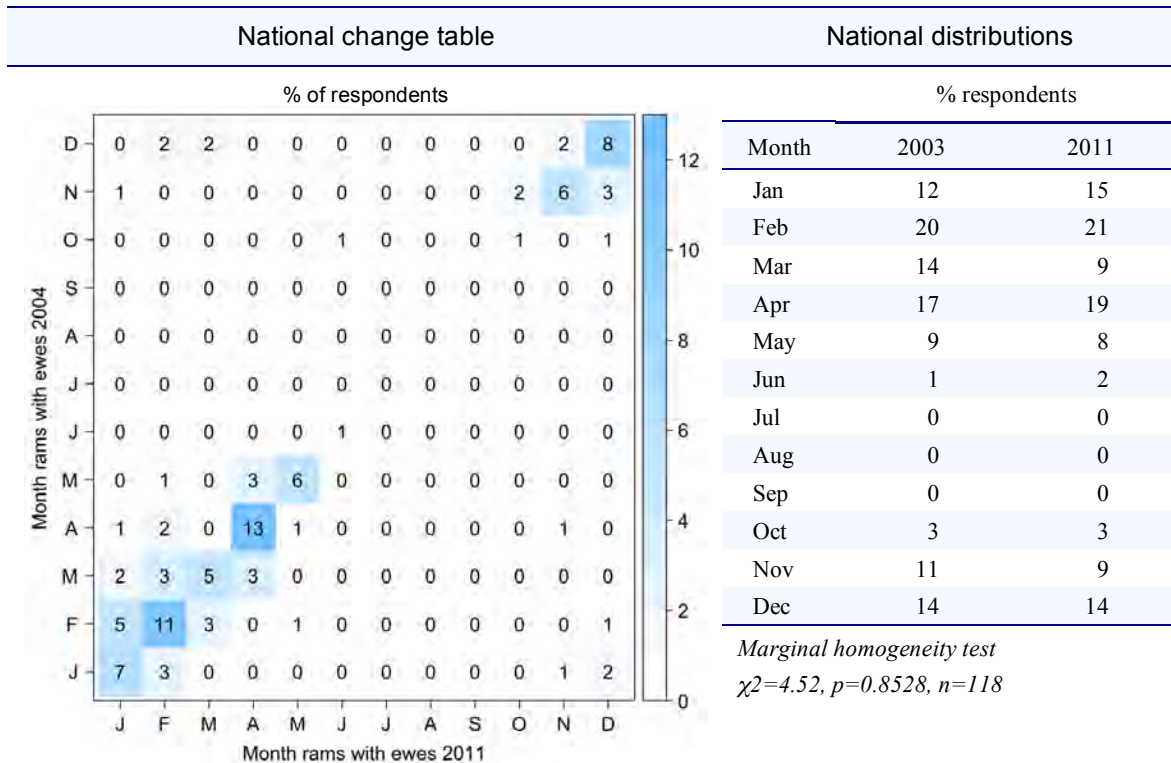 National change table
National distributions
% of respondents
D 0 2 2 0 0 0 0 0 0 0 2 8
N 1 0 0 0 0 0 0 0 0 2 6 3
O 0 0 0 0 0 1 0 0 0 1 0 1
S 0 0 0 0 0 0 0 0 0 0 0 0
A 0 0 0 0 0 0 0 0 0 0 0 0
J 0 0 0 0 0 0 0 0 0 0 0 0
J 0 0 0 0 0 1 0 0 0 0 0 0
M 0 1 0 3 6 0 0 0 0 0 0 0
A 1 2 0 13 1 0 0 0 0 0 1 0
M 2 3 5 3 0 0 0 0 0 0 0 0
F 5 11 3 0 1 0 0 0 0 0 0 1
J 7 3 0 0 0 0 0 0 0 0 1 2
J F M A M J J A S O N D
Month rams with ewes 2011
Month rams with ewes 2004
12
10
8
6
4
2
0
% respondents
Month 2003 2011
Jan 12 15
Feb 20 21
Mar 14 9
Apr 17 19
May 9 8
Jun 1 2
Jul 0 0
Aug 0 0
Sep 0 0
Oct 3 3
Nov 11 9
Dec 14 14
Marginal homogeneity test
χ2=4.52, p=0.8528, n=118